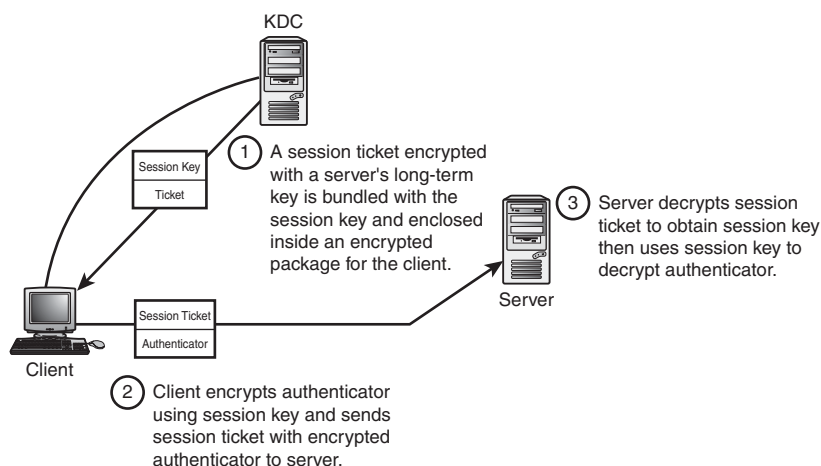 KDC
Session Key
Ticket
1
A session ticket encrypted
with a server's long-term
key is bundled with the
session key and enclosed
inside an encrypted
package for the client.
3
Server decrypts session
ticket to obtain session key
then uses session key to
decrypt authenticator.
Server
Session Ticket
Authenticator
Client
2
Client encrypts authenticator
using session key and sends
session ticket with encrypted
authenticator to server.